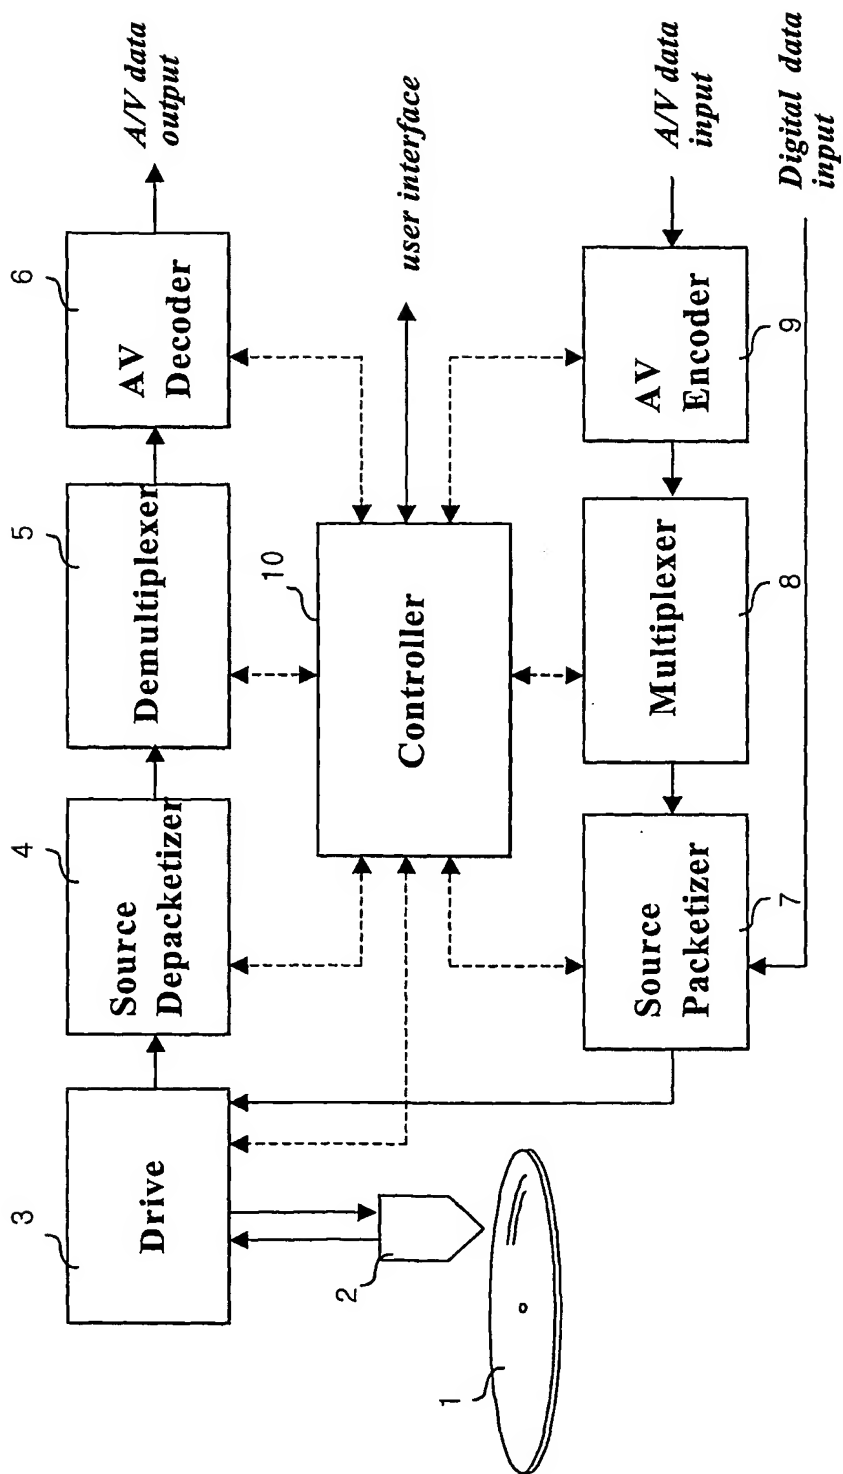 3
Drive
4
Source
Depacketizer
5
Demultiplexer
6
AV
Decoder
A/V data
output
2
10
Controller
user interface
1
Source
Packetizer
7
Multiplexer
8
AV
Encoder
9
A/V data
input
Digital data
input